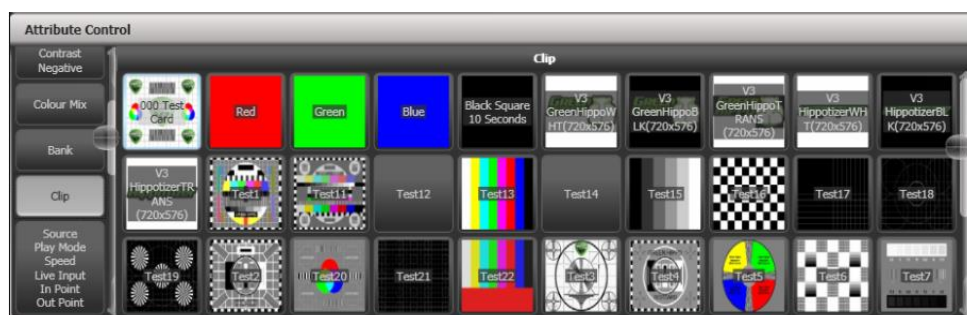 Attribute Control
Contrast
Negative
Colour Mix
Bank
Clip
Source
Play Mode
Speed
Live Input
In Point
Out Point
Clip
000 Test
Card
Red
Green
Blue
Black Square
10 Seconds
V3
GreenHippoW
HT(720x576)
V3
GreenHippoB
LK(720x576)
V3
GreenHippoT
RANS
(720x576)
V3
HippotizerWH
T(720x576)
V3
HippotizerBL
K(720x576)
V3
HippotizerTR
ANS
(720x576)
Test1
Test11
Test12
Test13
Test14
Test15
Test16
Test17
Test18
Test19
Test2
Test20
Test21
Test22
Test3
Test4
Test5
Test6
Test7